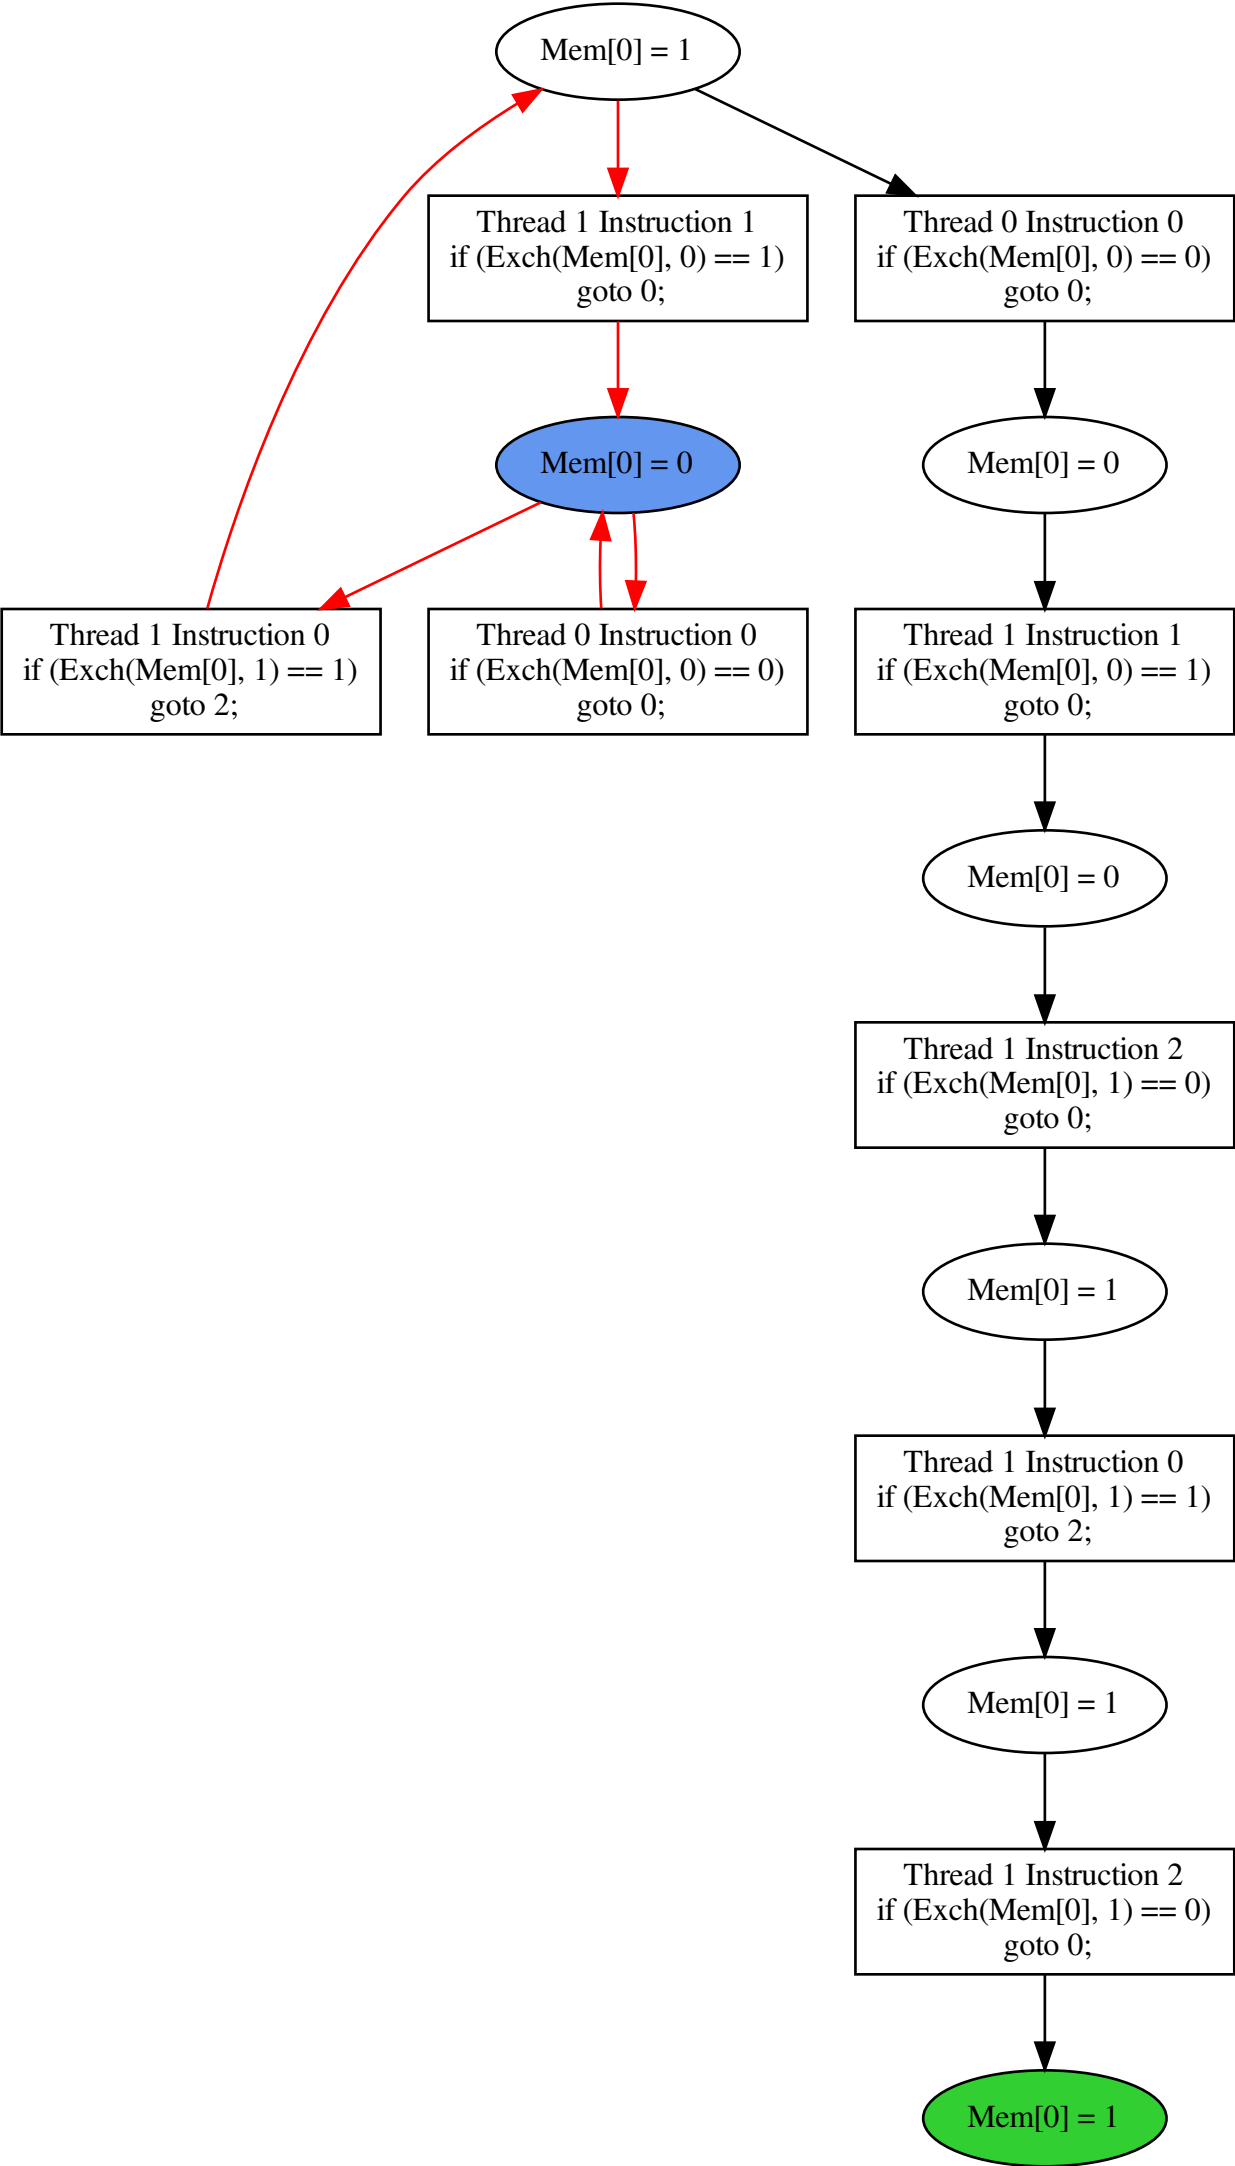 Mem[0] = 1
Thread 1 Instruction 1
if (Exch(Mem[0], 0) == 1)
goto 0;
Thread 0 Instruction 0
if (Exch(Mem[0], 0) == 0)
goto 0;
Mem[0] = 0
Mem[0] = 0
Thread 1 Instruction 0
if (Exch(Mem[0], 1) == 1)
goto 2;
Thread 0 Instruction 0
if (Exch(Mem[0], 0) == 0)
goto 0;
Thread 1 Instruction 1
if (Exch(Mem[0], 0) == 1)
goto 0;
Mem[0] = 0
Thread 1 Instruction 2
if (Exch(Mem[0], 1) == 0)
goto 0;
Mem[0] = 1
Thread 1 Instruction 0
if (Exch(Mem[0], 1) == 1)
goto 2;
Mem[0] = 1
Thread 1 Instruction 2
if (Exch(Mem[0], 1) == 0)
goto 0;
Mem[0] = 1